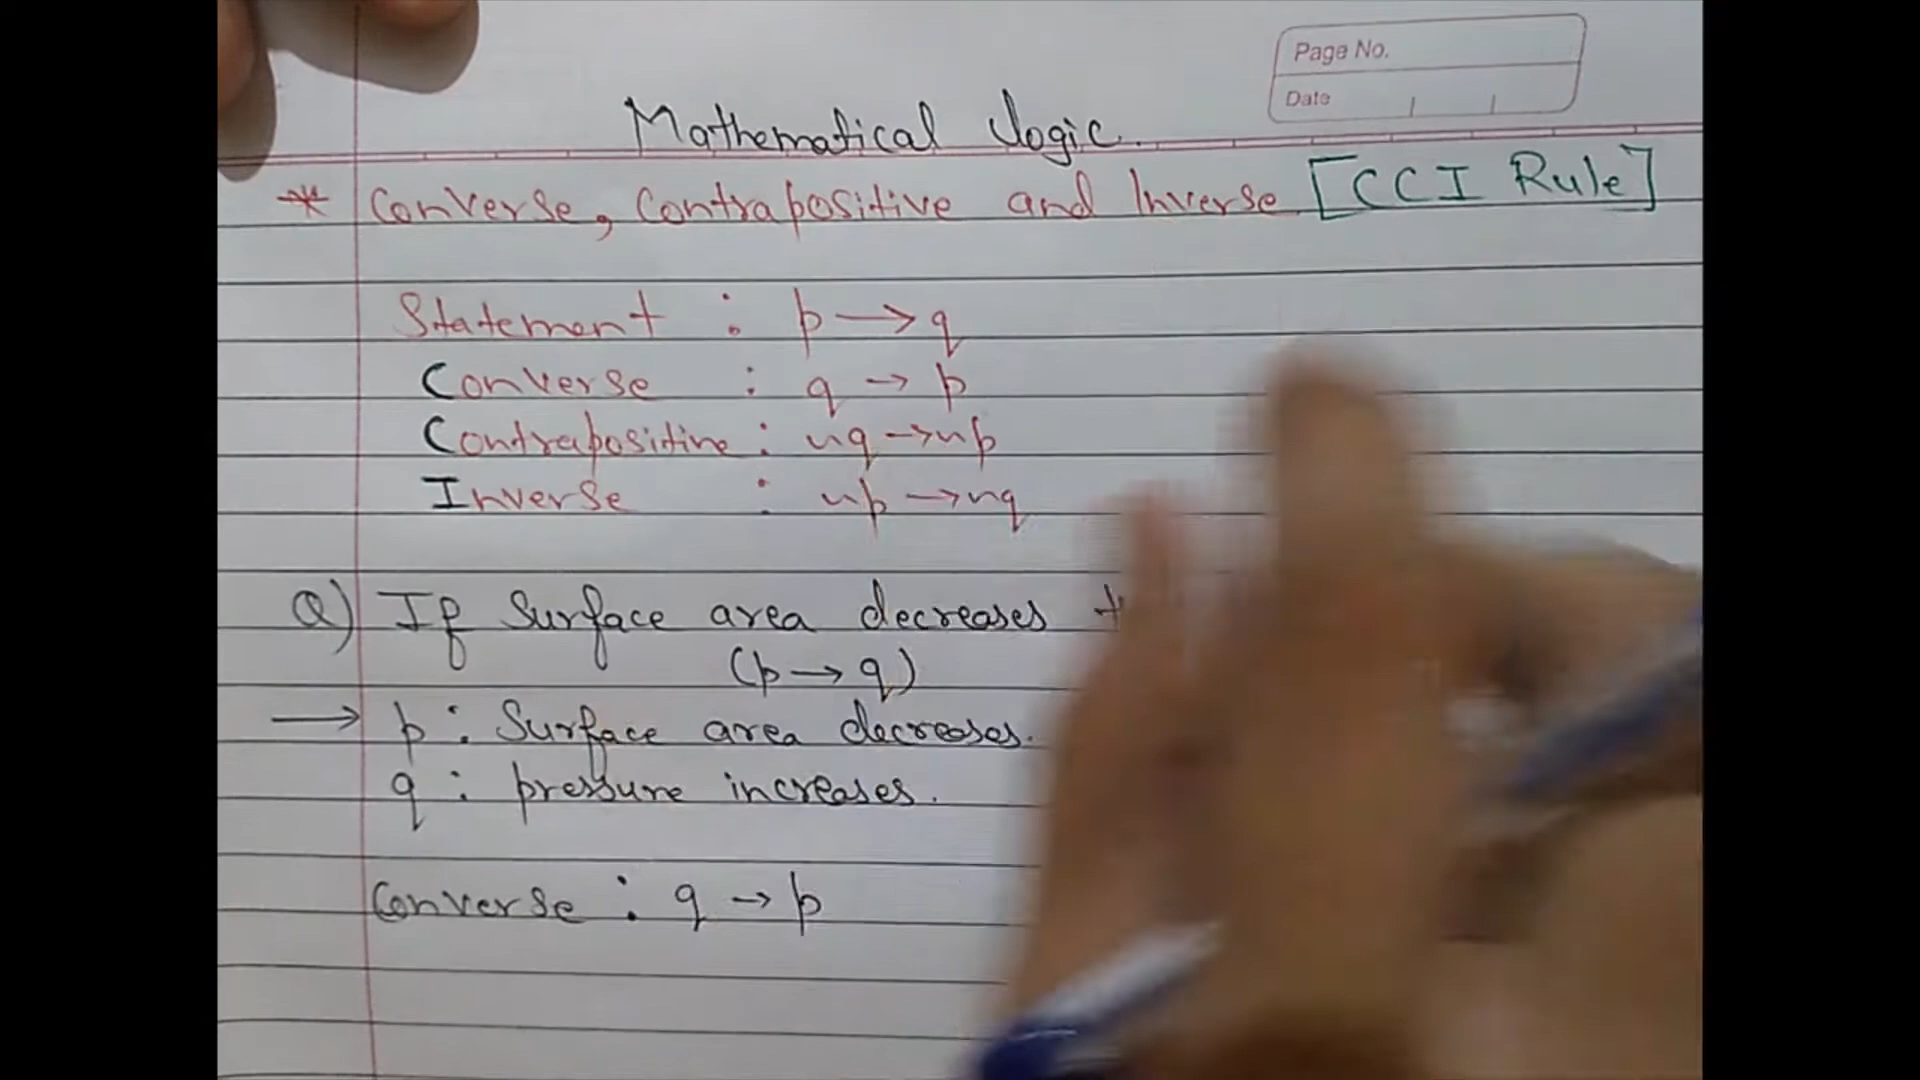 Page No.
Date
Mathematical Logic.
* Converse, Contrapositive and Inverse [CCI Rule]
Statement : p → q
Converse : q → p
Contrapositive : ~q → ~p
Inverse : ~p → ~q
Q) If Surface area decreases
(p → q)
→ p : Surface area decreases.
q : pressure increases.
Converse : q → p